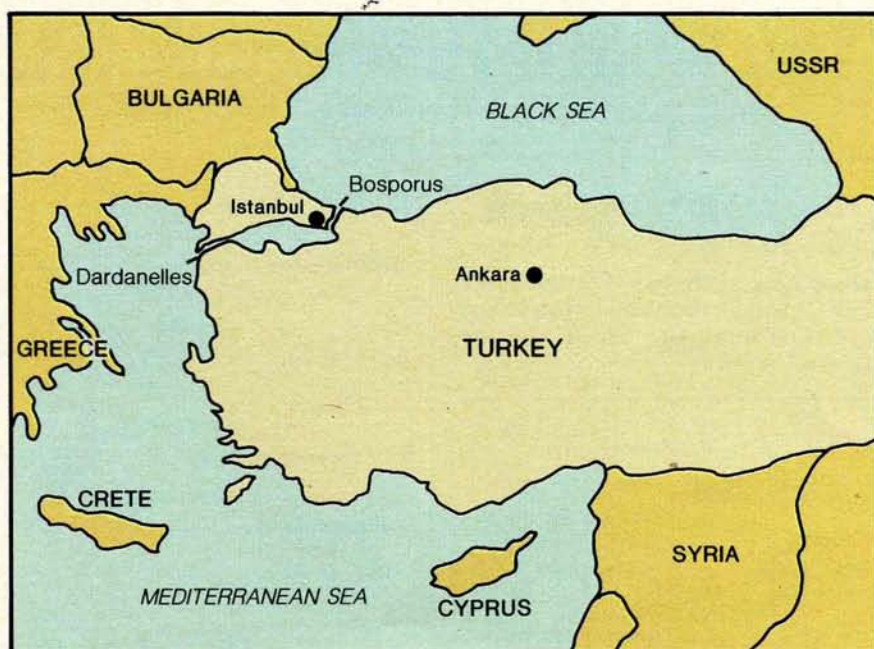 USSR
BULGARIA
BLACK SEA
Bosporus
Istanbul
Dardanelles
Ankara
GREECE
TURKEY
CRETE
SYRIA
MEDITERRANEAN SEA
CYPRUS